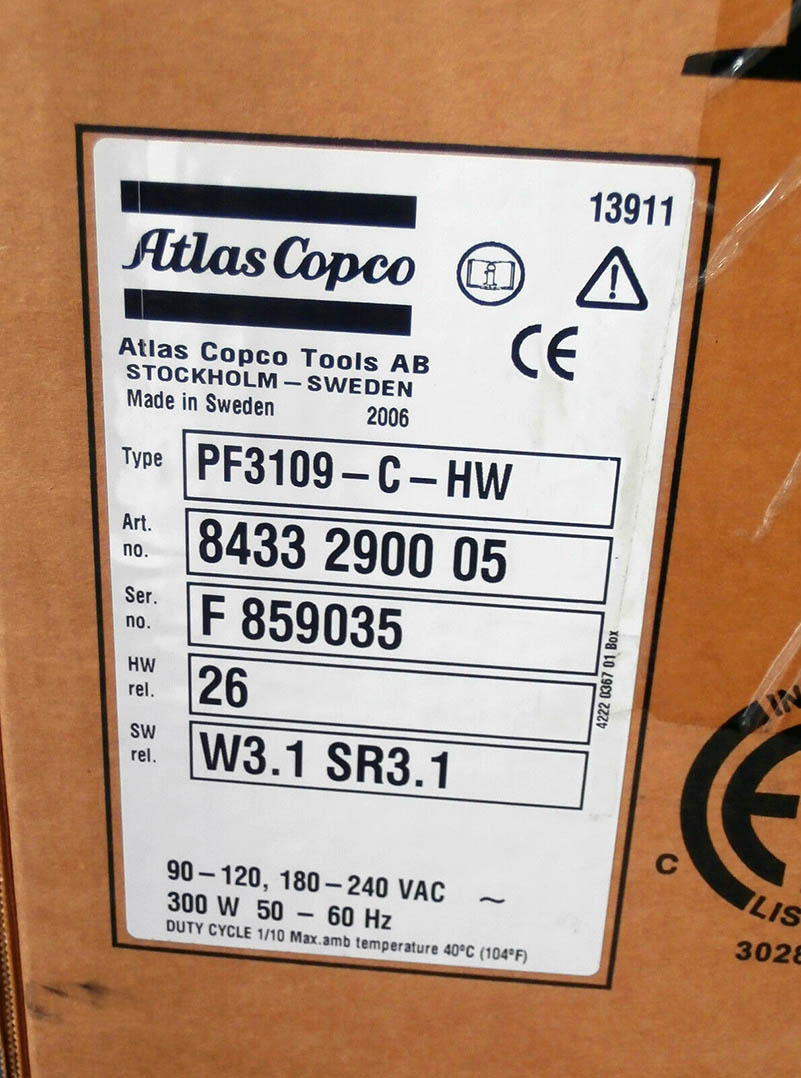 13911
Atlas Copco
CE
Atlas Copco Tools AB
STOCKHOLM – SWEDEN
Made in Sweden 2006
Type PF3109 – C – HW
Art. no. 8433 2900 05
Ser. no. F 859035
HW rel. 26
SW rel. W3.1 SR3.1
4222 0367 01 Box
90 – 120, 180 – 240 VAC ~
300 W 50 – 60 Hz
DUTY CYCLE 1/10 Max.amb temperature 40°C (104°F)
C